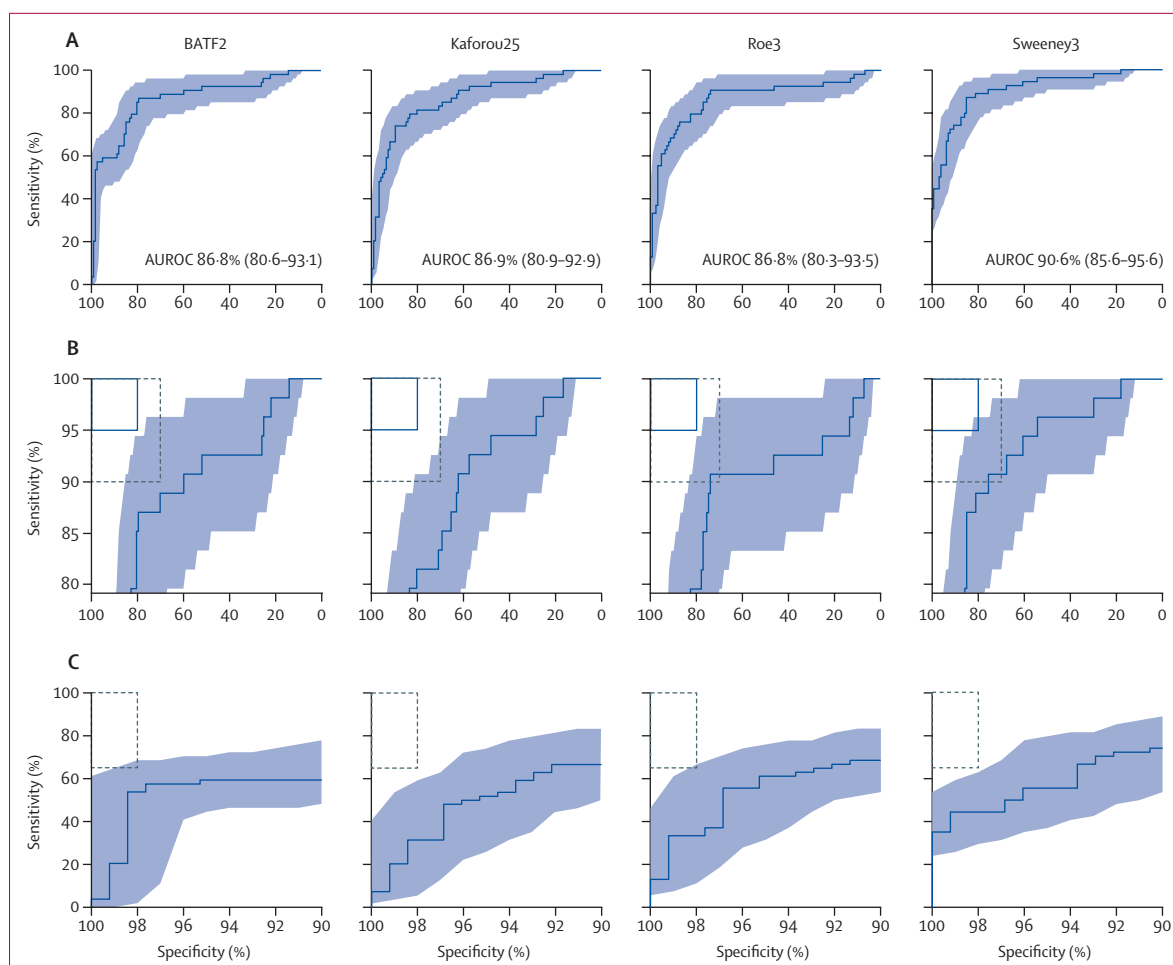 A
BATF2 Kaforou25 Roe3 Sweeney3
Sensitivity (%)
100
80
60
40
20
0
AUROC 86·8% (80·6–93·1) AUROC 86·9% (80·9–92·9) AUROC 86·8% (80·3–93·5) AUROC 90·6% (85·6–95·6)
100 80 60 40 20 0 100 80 60 40 20 0 100 80 60 40 20 0 100 80 60 40 20 0
B
Sensitivity (%)
100
95
90
85
80
100 80 60 40 20 0 100 80 60 40 20 0 100 80 60 40 20 0 100 80 60 40 20 0
C
Sensitivity (%)
100
80
60
40
20
0
100 98 96 94 92 90 100 98 96 94 92 90 100 98 96 94 92 90 100 98 96 94 92 90
Specificity (%) Specificity (%) Specificity (%) Specificity (%)